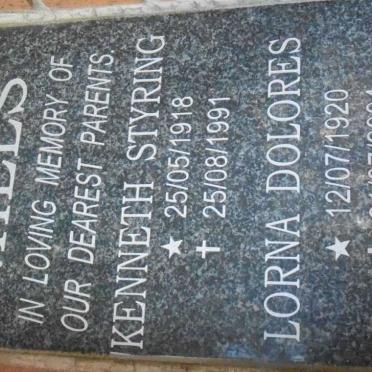 IN LOVING MEMORY OF
OUR DEAREST PARENTS.
KENNETH STYRING
★ 25/05/1918
✝ 25/08/1991
LORNA DOLORES
★ 12/07/1920